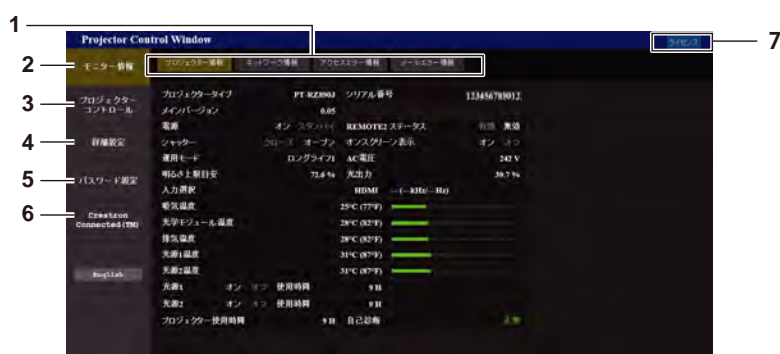 1
Projector Control Window
ライセンス
7
2
モニター情報
プロジェクター情報 ネットワーク情報 アクセスエラー情報 メールエラー情報
3
プロジェクター
コントロール
4
詳細設定
5
パスワード設定
6
Crestron
Connected(TM)
English
プロジェクタータイプ PT-RZ890J シリアル番号 123456789012
メインバージョン 0.05
電源 オン スタンバイ REMOTE2 ステータス 有効 無効
シャッター クローズ オープン オンスクリーン表示 オン オフ
運用モード ロングライフ1 AC電圧 242 V
明るさ上限目安 72.6 % 光出力 39.7 %
入力選択 HDMI ---(---kHz/---Hz)
吸気温度 25°C (77°F)
光学モジュール温度 28°C (82°F)
排気温度 28°C (82°F)
光源1温度 31°C (87°F)
光源2温度 31°C (87°F)
光源1 オン オフ 使用時間 9 H
光源2 オン オフ 使用時間 9 H
プロジェクター使用時間 9 H 自己診断 正常